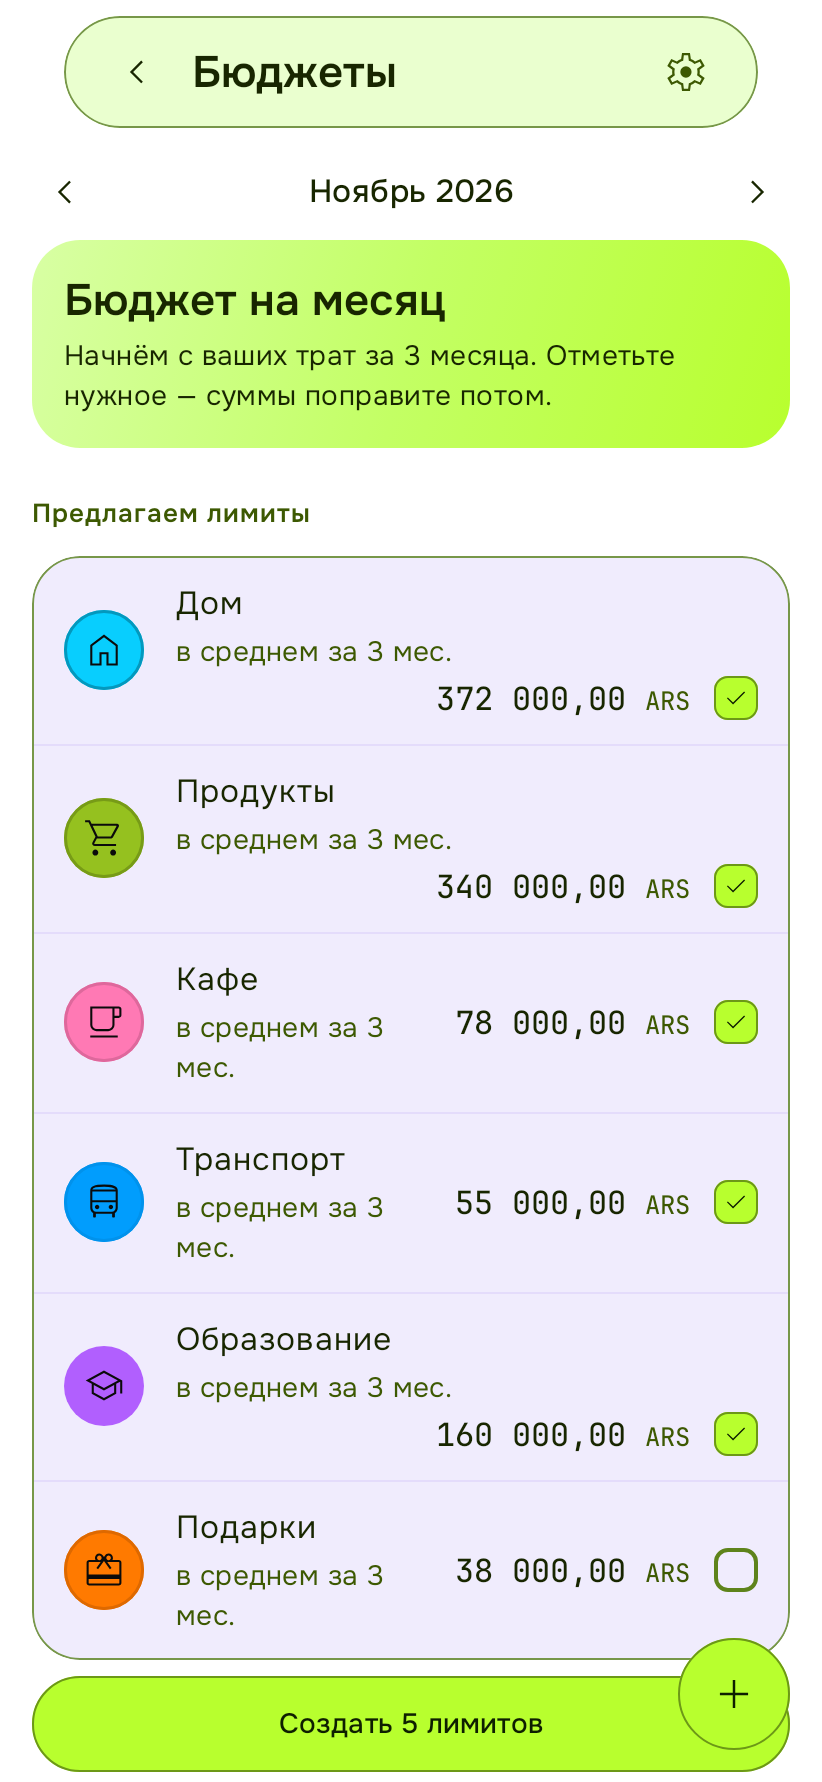 Бюджеты
Ноябрь 2026
Бюджет на месяц
Начнём с ваших трат за 3 месяца. Отметьте
нужное — суммы поправите потом.
Предлагаем лимиты
Дом
в среднем за 3 мес.
372 000,00 ARS
Продукты
в среднем за 3 мес.
340 000,00 ARS
Кафе
в среднем за 3
мес.
78 000,00 ARS
Транспорт
в среднем за 3
мес.
55 000,00 ARS
Образование
в среднем за 3 мес.
160 000,00 ARS
Подарки
в среднем за 3
мес.
38 000,00 ARS
Создать 5 лимитов